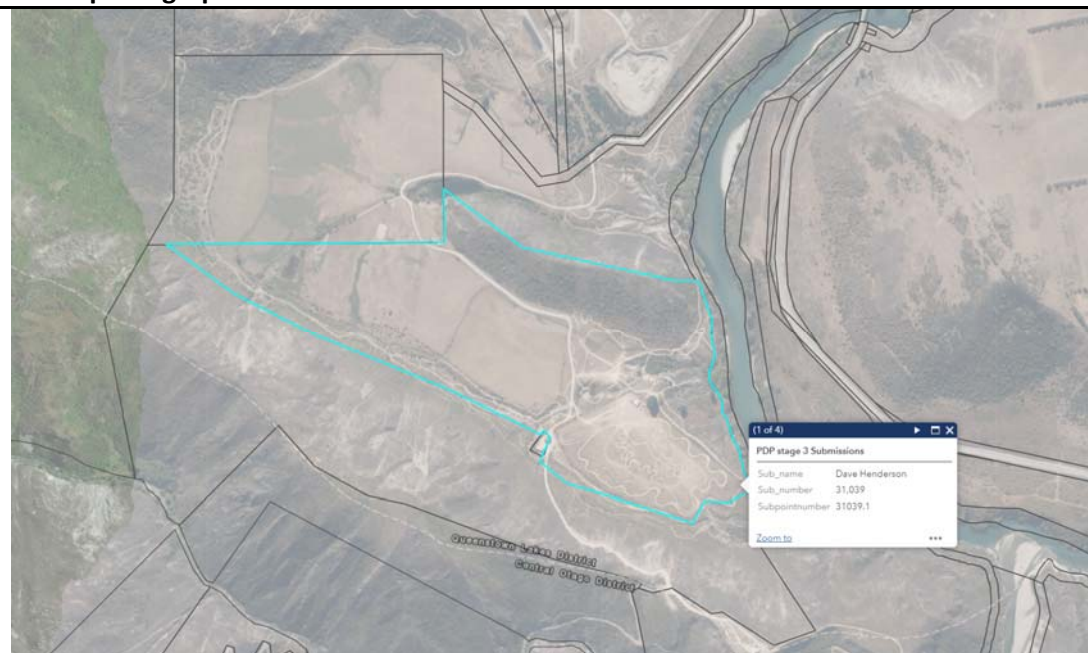 (1 of 4)
PDP stage 3 Submissions
Sub_name Dave Henderson
Sub_number 31,039
Subpointnumber 31039.1
Zoom to
Queenstown Lakes District
Central Otago District